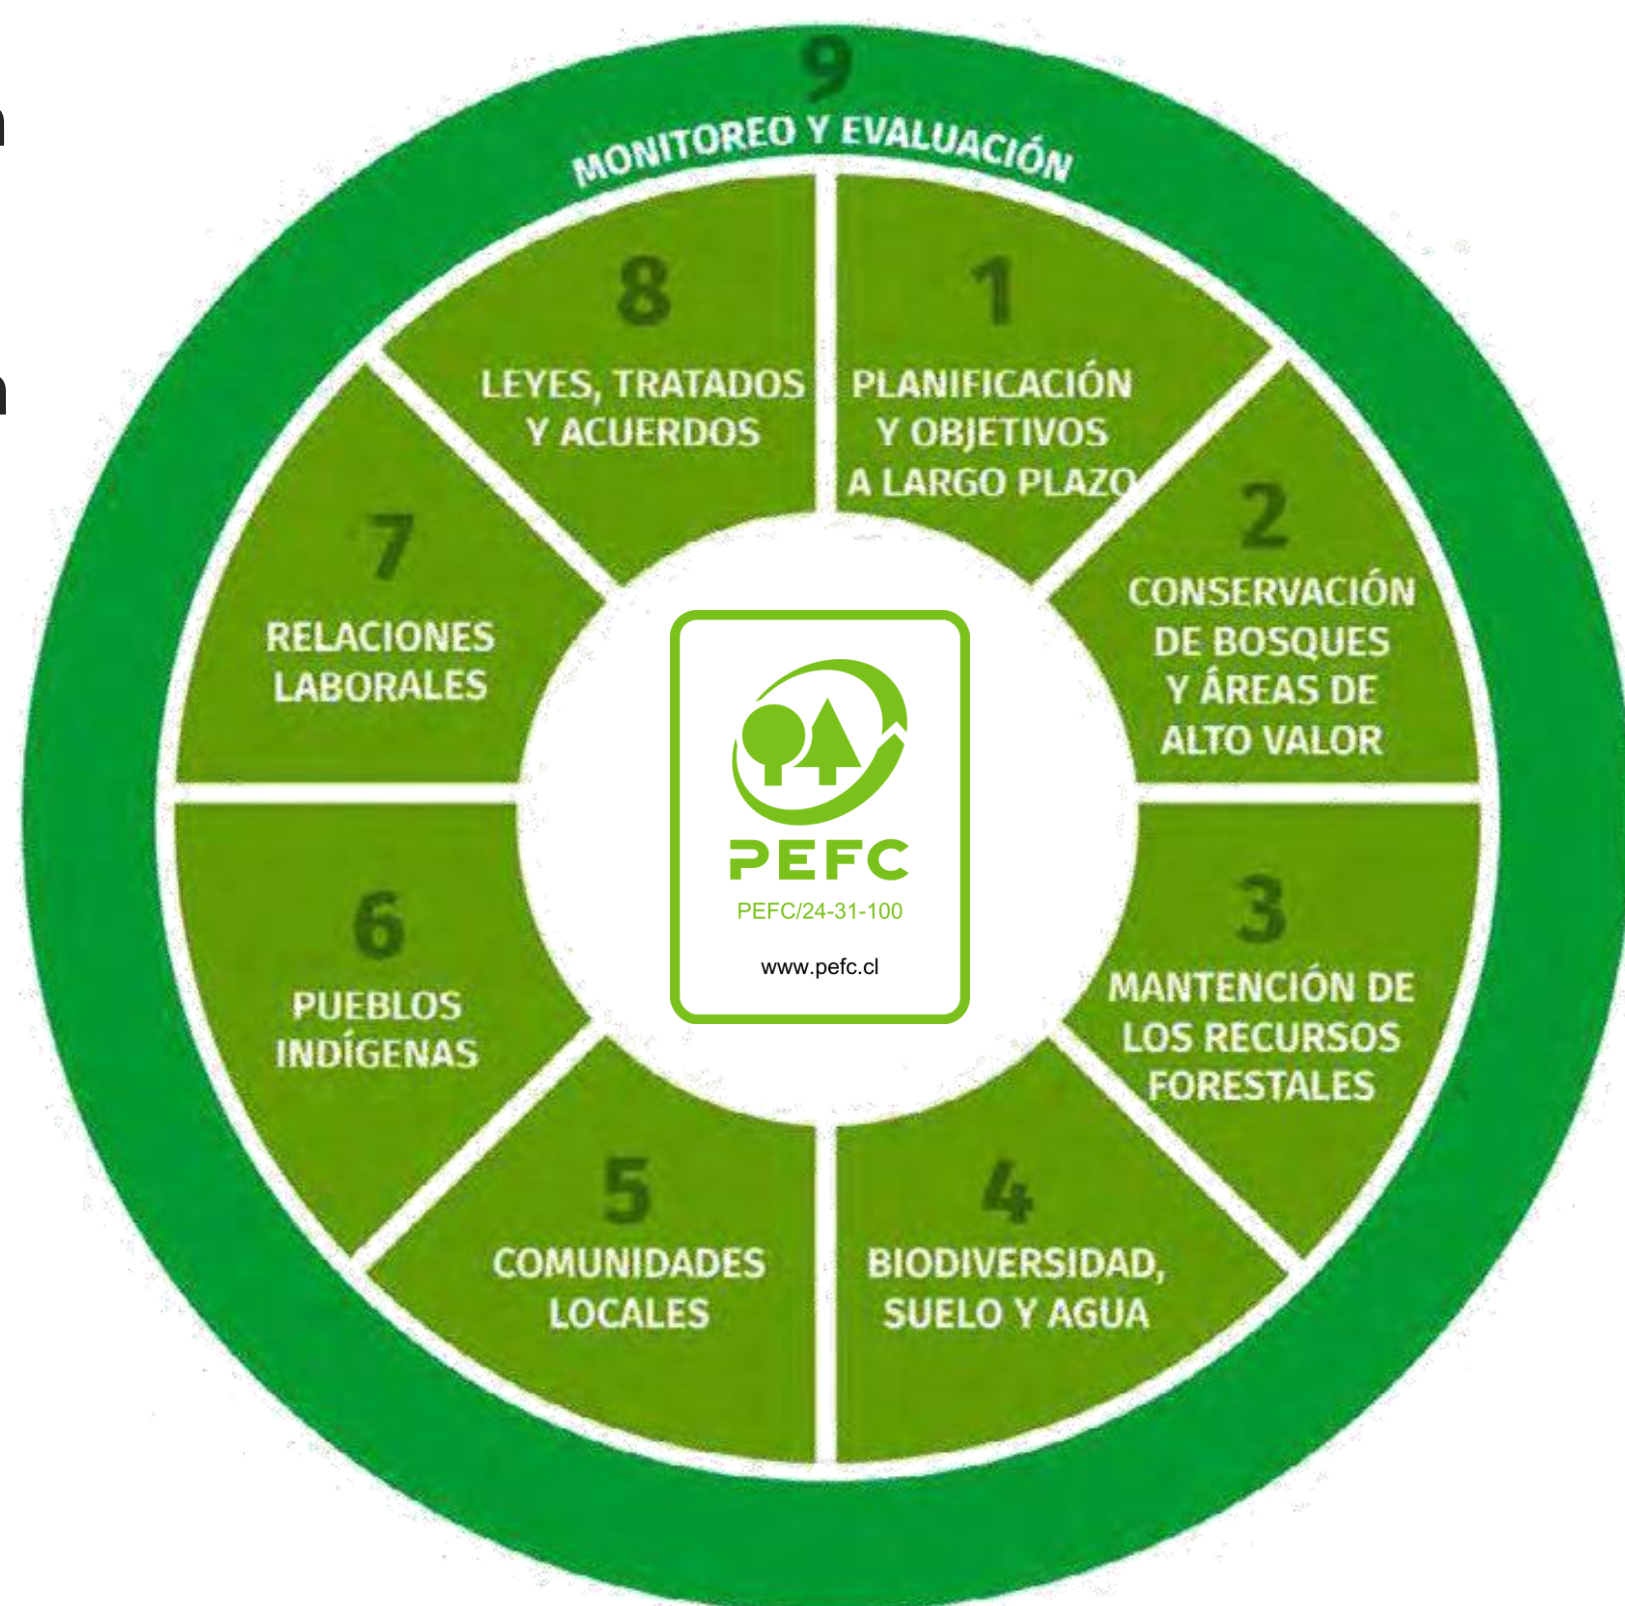 9
MONITOREO Y EVALUACIÓN
1
PLANIFICACIÓN
Y OBJETIVOS
A LARGO PLAZO
2
CONSERVACIÓN
DE BOSQUES
Y ÁREAS DE
ALTO VALOR
3
MANTENCIÓN DE
LOS RECURSOS
FORESTALES
4
BIODIVERSIDAD,
SUELO Y AGUA
5
COMUNIDADES
LOCALES
6
PUEBLOS
INDÍGENAS
7
RELACIONES
LABORALES
8
LEYES, TRATADOS
Y ACUERDOS
PEFC
PEFC/24-31-100
www.pefc.cl